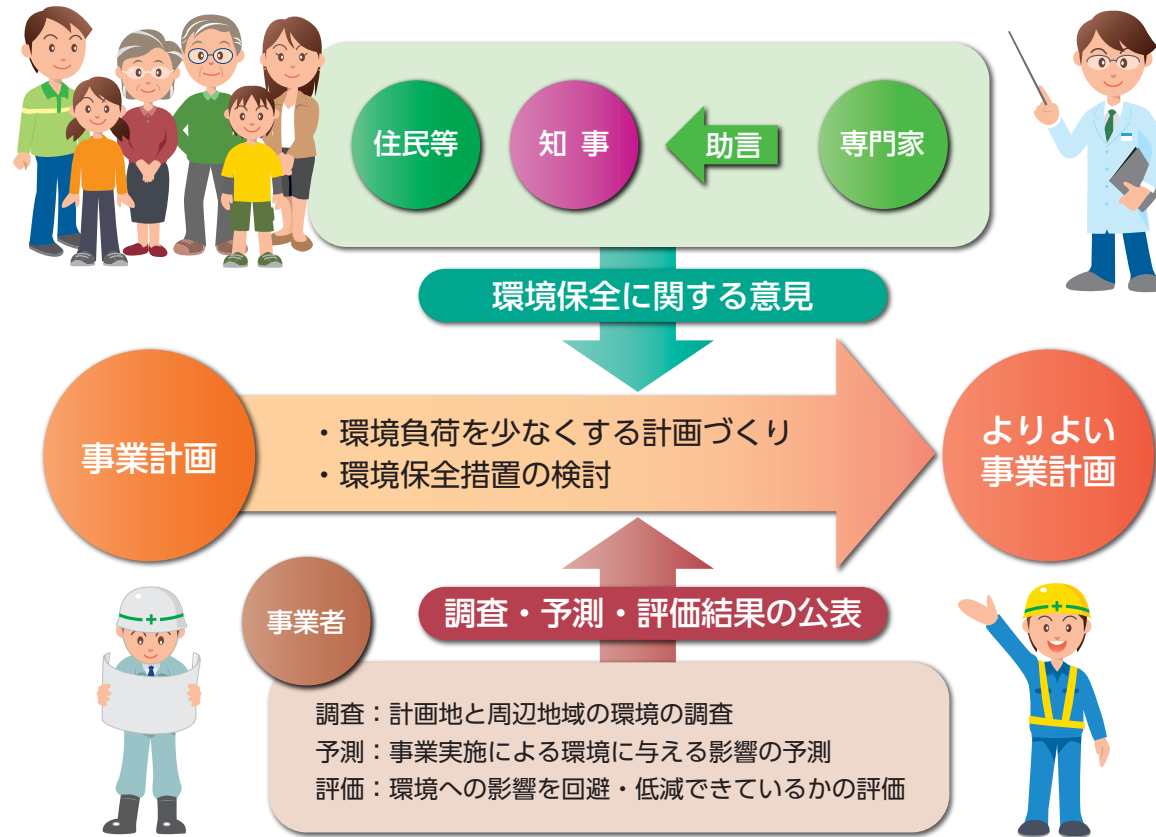 住民等
知 事
助言
専門家
環境保全に関する意見
事業計画
・環境負荷を少なくする計画づくり
・環境保全措置の検討
よりよい
事業計画
事業者
調査・予測・評価結果の公表
調査：計画地と周辺地域の環境の調査
予測：事業実施による環境に与える影響の予測
評価：環境への影響を回避・低減できているかの評価